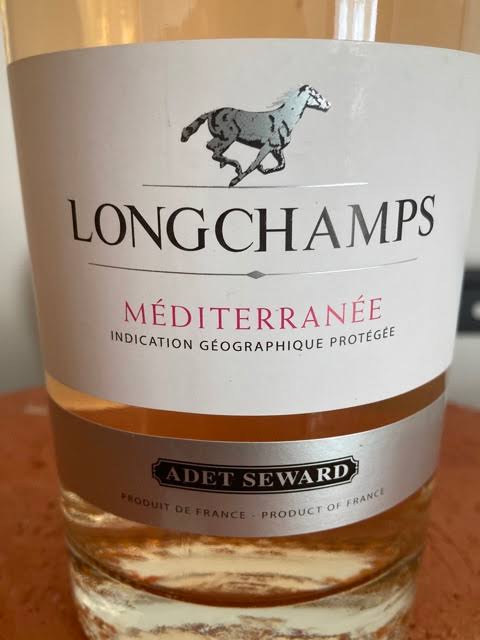 LONGCHAMPS
MÉDITERRANÉE
INDICATION GÉOGRAPHIQUE PROTÉGÉE
ADET SEWARD
PRODUIT DE FRANCE - PRODUCT OF FRANCE